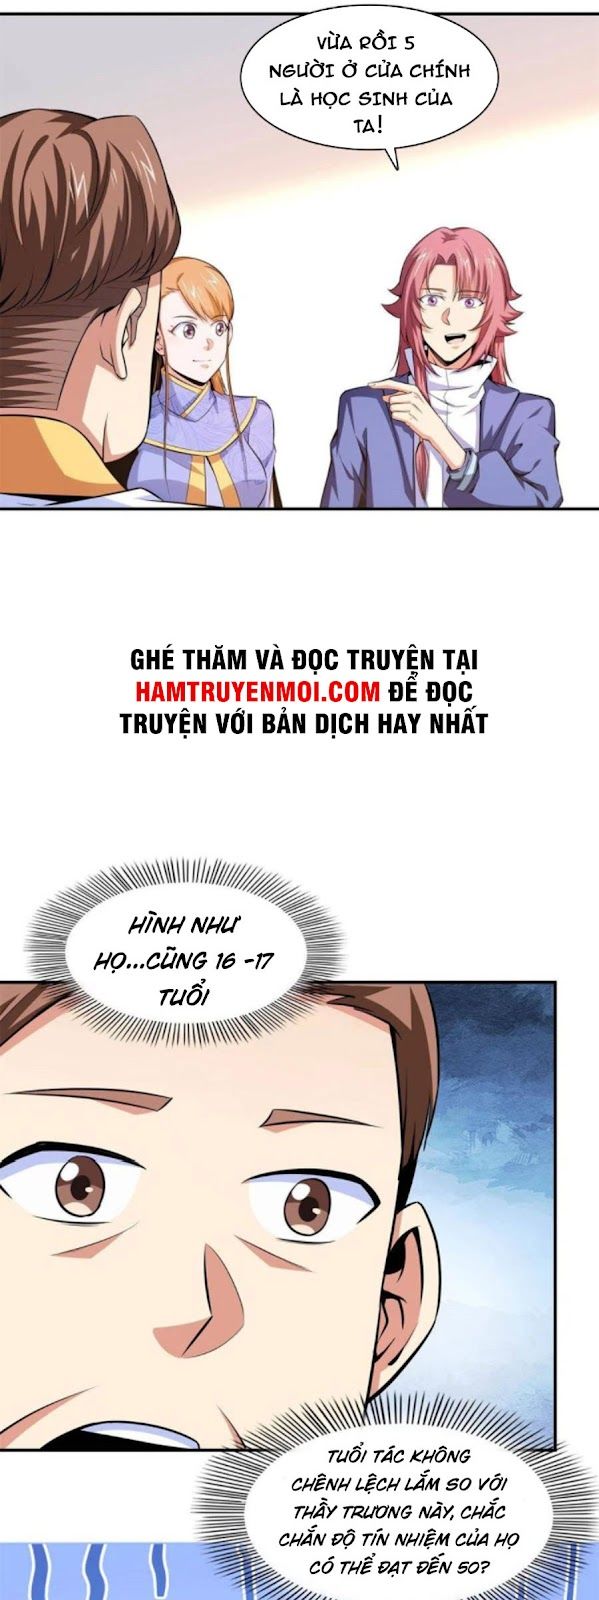 VỪA RỒI 5
NGƯỜI Ở CỬA CHÍNH
LÀ HỌC SINH CỦA
TA!
GHÉ THĂM VÀ ĐỌC TRUYỆN TẠI
HAMTRUYENMOI.COM ĐỂ ĐỌC
TRUYỆN VỚI BẢN DỊCH HAY NHẤT
HÌNH NHƯ
HỌ...CŨNG 16 -17
TUỔI
TUỔI TÁC KHÔNG
CHÊNH LỆCH LẮM SO VỚI
THẦY TRƯƠNG NÀY, CHẮC
CHẮN ĐỘ TÍN NHIỆM CỦA HỌ
CÓ THỂ ĐẠT ĐẾN 50?